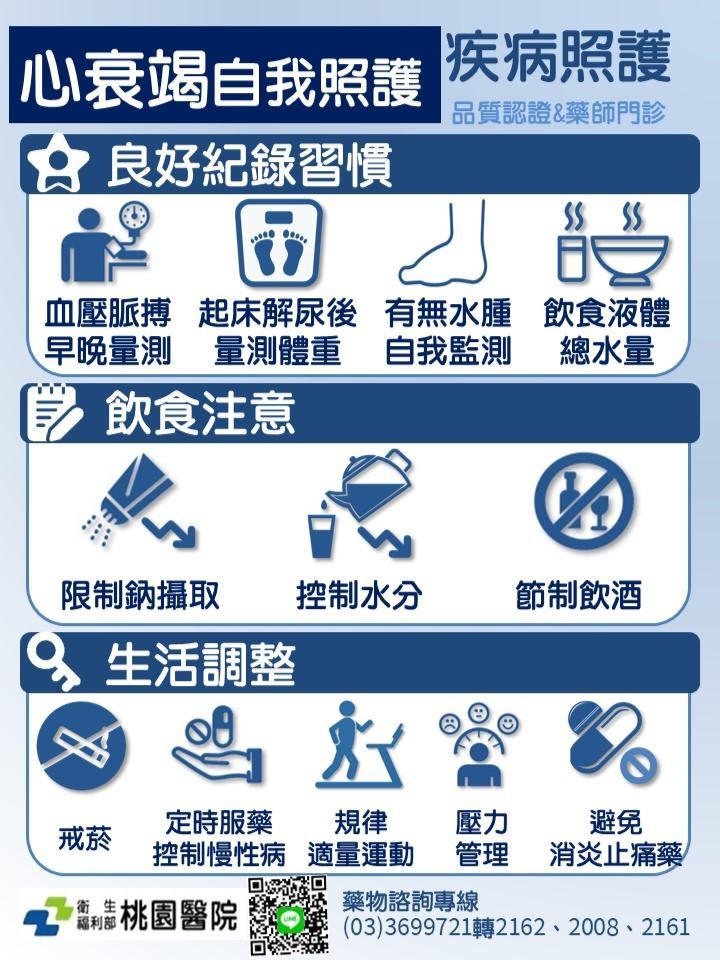 心衰竭自我照護
疾病照護
品質認證&藥師門診
良好紀錄習慣
血壓脈搏
早晚量測
起床解尿後
量測體重
有無水腫
自我監測
飲食液體
總水量
飲食注意
限制鈉攝取
控制水分
節制飲酒
生活調整
戒菸
定時服藥
控制慢性病
規律
適量運動
壓力
管理
避免
消炎止痛藥
衛生
福利部
桃園醫院
LINE
藥物諮詢專線
(03)3699721轉2162、2008、2161